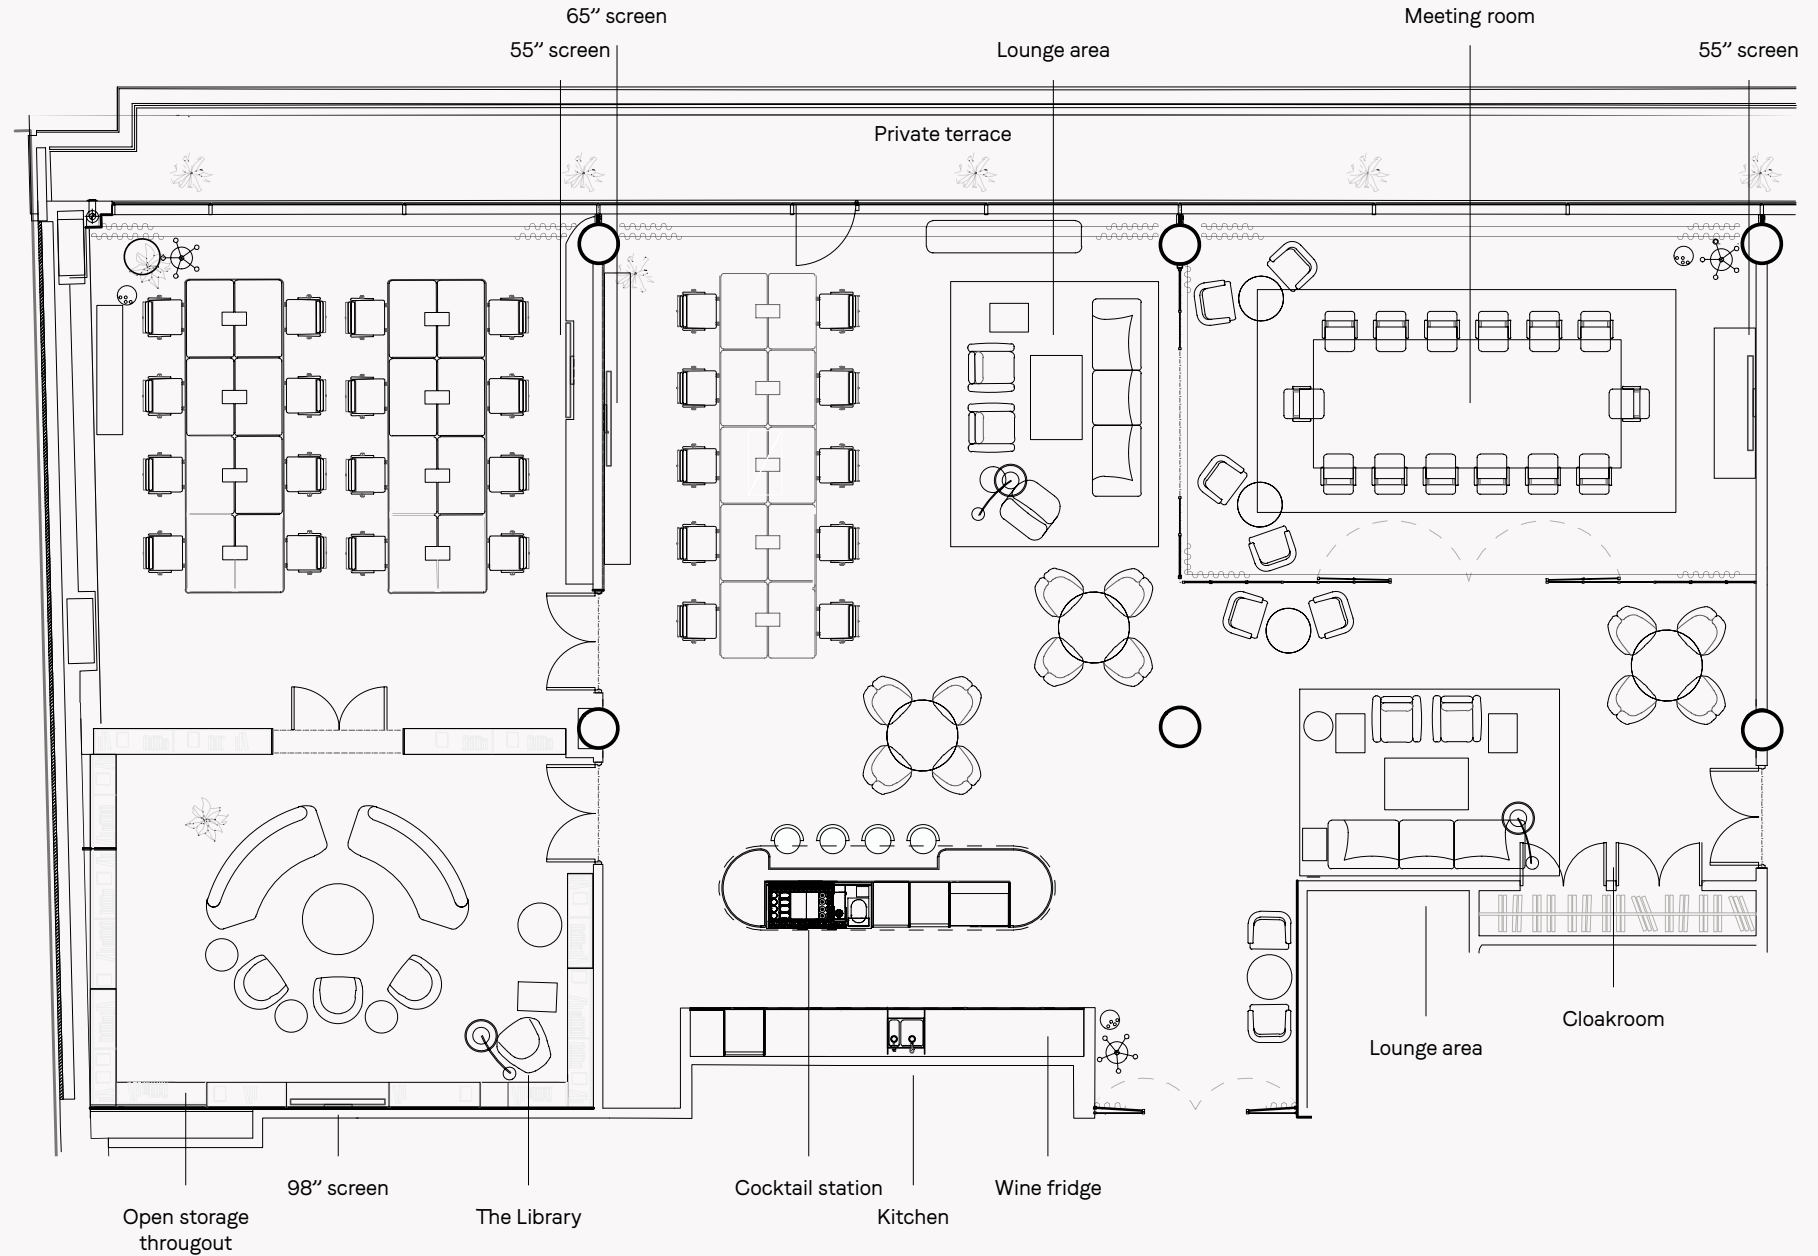 65” screen
Meeting room
55” screen
Lounge area
55” screen
Private terrace
Cloakroom
Lounge area
98” screen
Cocktail station
Wine fridge
Open storage
througout
The Library
Kitchen